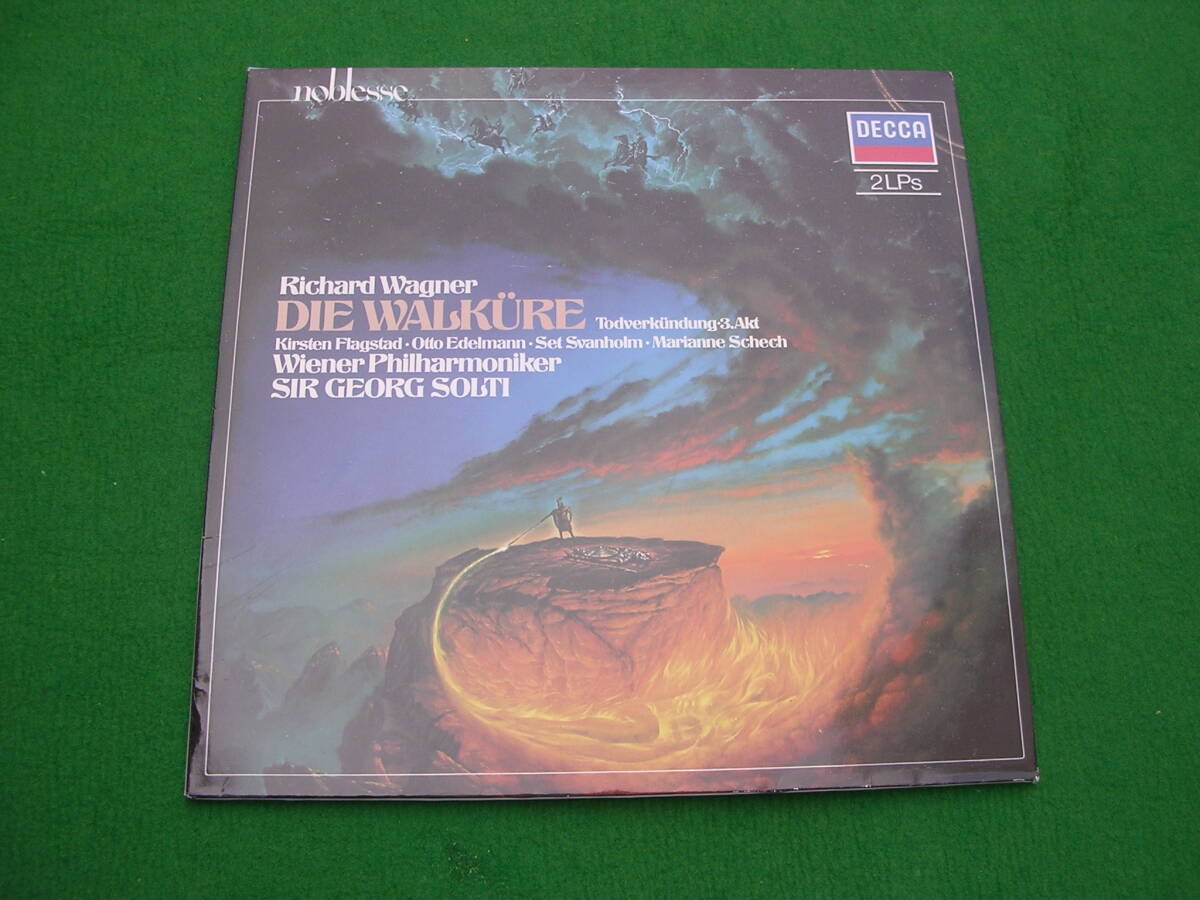 noblesse
DECCA
2LPs
Richard Wagner
DIE WALKÜRE Todverkündung·3.Akt
Kirsten Flagstad · Otto Edelmann · Set Svanholm · Marianne Schech
Wiener Philharmoniker
SIR GEORG SOLTI